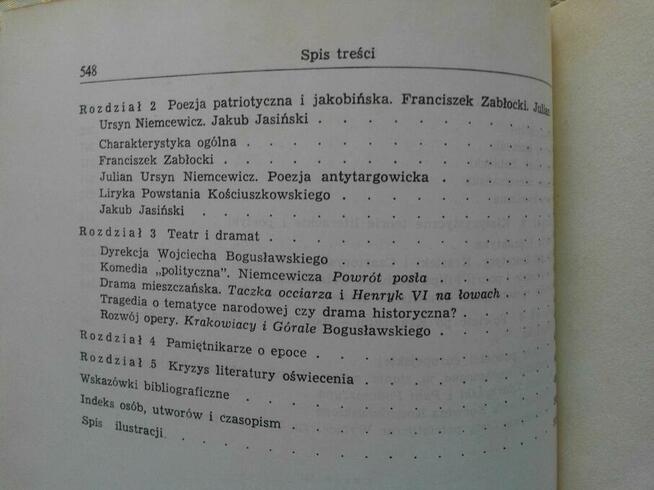 548
Spis treści
Rozdział 2 Poezja patriotyczna i jakobińska. Franciszek Zabłocki. Julian
Ursyn Niemcewicz. Jakub Jasiński . . . . . . . . . .
Charakterystyka ogólna . . . . . . . . . . . . .
Franciszek Zabłocki . . . . . . . . . . . . . .
Julian Ursyn Niemcewicz. Poezja antytargowicka . . . . . .
Liryka Powstania Kościuszkowskiego . . . . . . . . . .
Jakub Jasiński . . . . . . . . . . . . . . .
Rozdział 3 Teatr i dramat . . . . . . . . . . . .
Dyrekcja Wojciecha Bogusławskiego . . . . . . . . . .
Komedia „polityczna". Niemcewicza Powrót posła . . . . . .
Drama mieszczańska. Taczka occiarza i Henryk VI na łowach . . .
Tragedia o tematyce narodowej czy drama historyczna? . . . . .
Rozwój opery. Krakowiacy i Górale Bogusławskiego . . . . . .
Rozdział 4 Pamiętnikarze o epoce . . . . . . . . . .
Rozdział 5 Kryzys literatury oświecenia . . . . . . . . .
Wskazówki bibliograficzne . . . . . . . . . . . . .
Indeks osób, utworów i czasopism . . . . . . . . . . .
Spis ilustracji . . . . . . . . . . . . . . . .